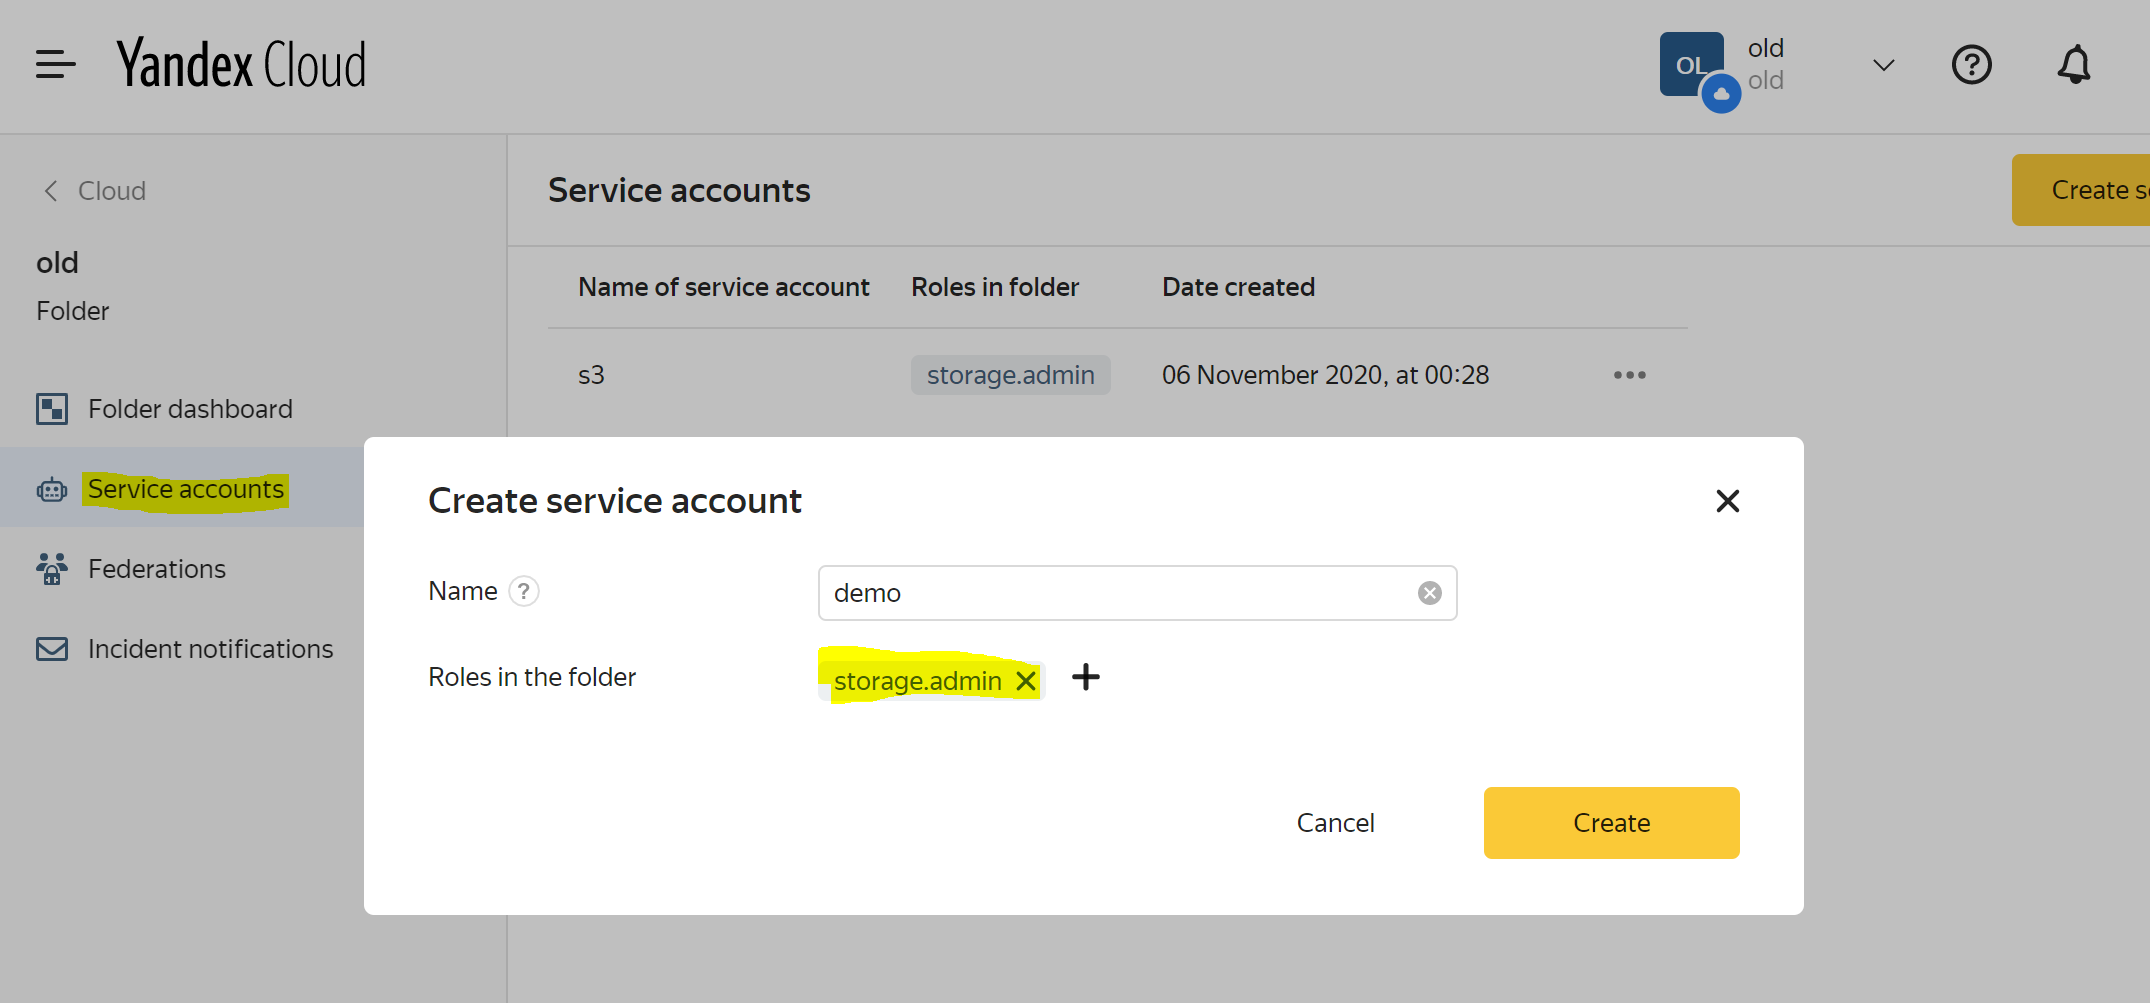 Yandex Cloud
OL
old
old
?
Cloud
old
Folder
Folder dashboard
Service accounts
Federations
Incident notifications
Service accounts
Create s
Name of service account Roles in folder Date created
s3 storage.admin 06 November 2020, at 00:28
Create service account
Name ? demo
Roles in the folder storage.admin
Cancel Create